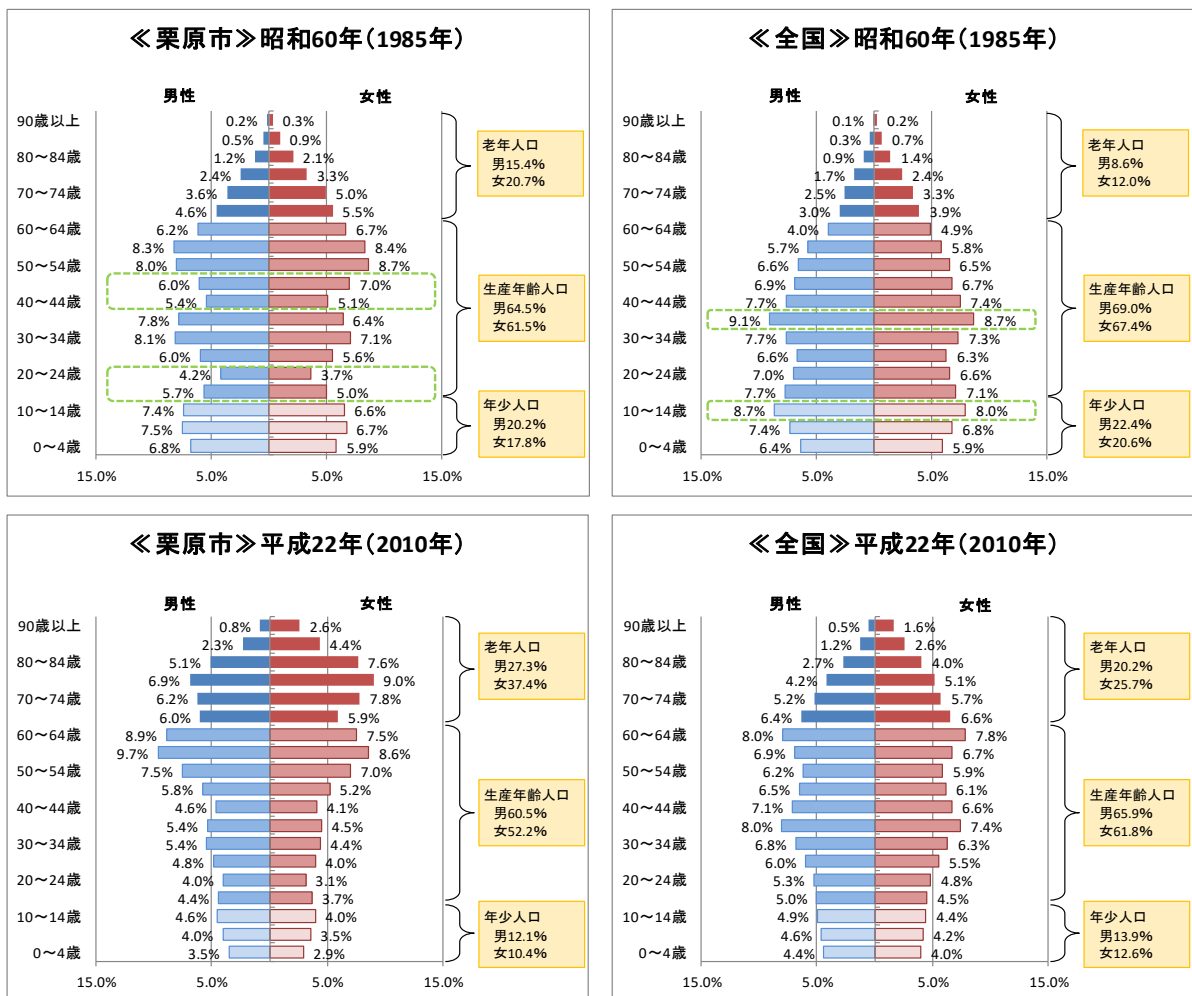 ≪栗原市≫昭和60年(1985年)
男性 女性
90歳以上 0.2% 0.3%
0.5% 0.9%
80～84歳 1.2% 2.1%
2.4% 3.3%
70～74歳 3.6% 5.0%
4.6% 5.5%
60～64歳 6.2% 6.7%
8.3% 8.4%
50～54歳 8.0% 8.7%
6.0% 7.0%
40～44歳 5.4% 5.1%
7.8% 6.4%
30～34歳 8.1% 7.1%
6.0% 5.6%
20～24歳 4.2% 3.7%
5.7% 5.0%
10～14歳 7.4% 6.6%
7.5% 6.7%
0～4歳 6.8% 5.9%
15.0% 5.0% 5.0% 15.0%
老年人口
男15.4%
女20.7%
生産年齢人口
男64.5%
女61.5%
年少人口
男20.2%
女17.8%
≪全国≫昭和60年(1985年)
男性 女性
90歳以上 0.1% 0.2%
0.3% 0.7%
80～84歳 0.9% 1.4%
1.7% 2.4%
70～74歳 2.5% 3.3%
3.0% 3.9%
60～64歳 4.0% 4.9%
5.7% 5.8%
50～54歳 6.6% 6.5%
6.9% 6.7%
40～44歳 7.7% 7.4%
9.1% 8.7%
30～34歳 7.7% 7.3%
6.6% 6.3%
20～24歳 7.0% 6.6%
7.7% 7.1%
10～14歳 8.7% 8.0%
7.4% 6.8%
0～4歳 6.4% 5.9%
15.0% 5.0% 5.0% 15.0%
老年人口
男8.6%
女12.0%
生産年齢人口
男69.0%
女67.4%
年少人口
男22.4%
女20.6%
≪栗原市≫平成22年(2010年)
男性 女性
90歳以上 0.8% 2.6%
2.3% 4.4%
80～84歳 5.1% 7.6%
6.9% 9.0%
70～74歳 6.2% 7.8%
6.0% 5.9%
60～64歳 8.9% 7.5%
9.7% 8.6%
50～54歳 7.5% 7.0%
5.8% 5.2%
40～44歳 4.6% 4.1%
5.4% 4.5%
30～34歳 5.4% 4.4%
4.8% 4.0%
20～24歳 4.0% 3.1%
4.4% 3.7%
10～14歳 4.6% 4.0%
4.0% 3.5%
0～4歳 3.5% 2.9%
15.0% 5.0% 5.0% 15.0%
老年人口
男27.3%
女37.4%
生産年齢人口
男60.5%
女52.2%
年少人口
男12.1%
女10.4%
≪全国≫平成22年(2010年)
男性 女性
90歳以上 0.5% 1.6%
1.2% 2.6%
80～84歳 2.7% 4.0%
4.2% 5.1%
70～74歳 5.2% 5.7%
6.4% 6.6%
60～64歳 8.0% 7.8%
6.9% 6.7%
50～54歳 6.2% 5.9%
6.5% 6.1%
40～44歳 7.1% 6.6%
8.0% 7.4%
30～34歳 6.8% 6.3%
6.0% 5.5%
20～24歳 5.3% 4.8%
5.0% 4.5%
10～14歳 4.9% 4.4%
4.6% 4.2%
0～4歳 4.4% 4.0%
15.0% 5.0% 5.0% 15.0%
老年人口
男20.2%
女25.7%
生産年齢人口
男65.9%
女61.8%
年少人口
男13.9%
女12.6%